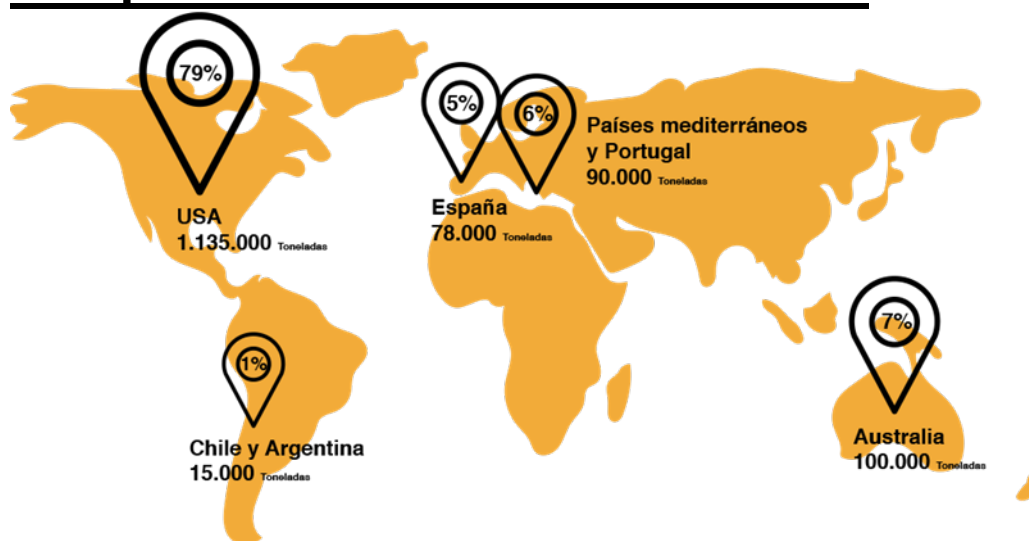 79%
USA
1.135.000 Toneladas
5%
España
78.000 Toneladas
6%
Países mediterráneos
y Portugal
90.000 Toneladas
1%
Chile y Argentina
15.000 Toneladas
7%
Australia
100.000 Toneladas